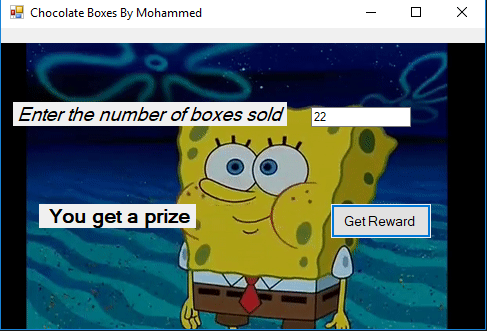 Chocolate Boxes By Mohammed
Enter the number of boxes sold
22
You get a prize
Get Reward